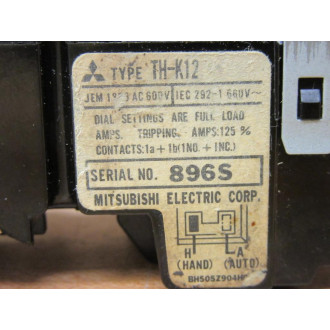 TYPE TH-K12
JEM 1356 AC 600V IEC 292-1 660V~
DIAL SETTINGS ARE FULL LOAD
AMPS. TRIPPING. AMPS.125%
CONTACTS:1a+1b(1NO.+1NC.)
SERIAL NO. 896S
MITSUBISHI ELECTRIC CORP.
H A
(HAND) (AUTO)
BH505Z904H